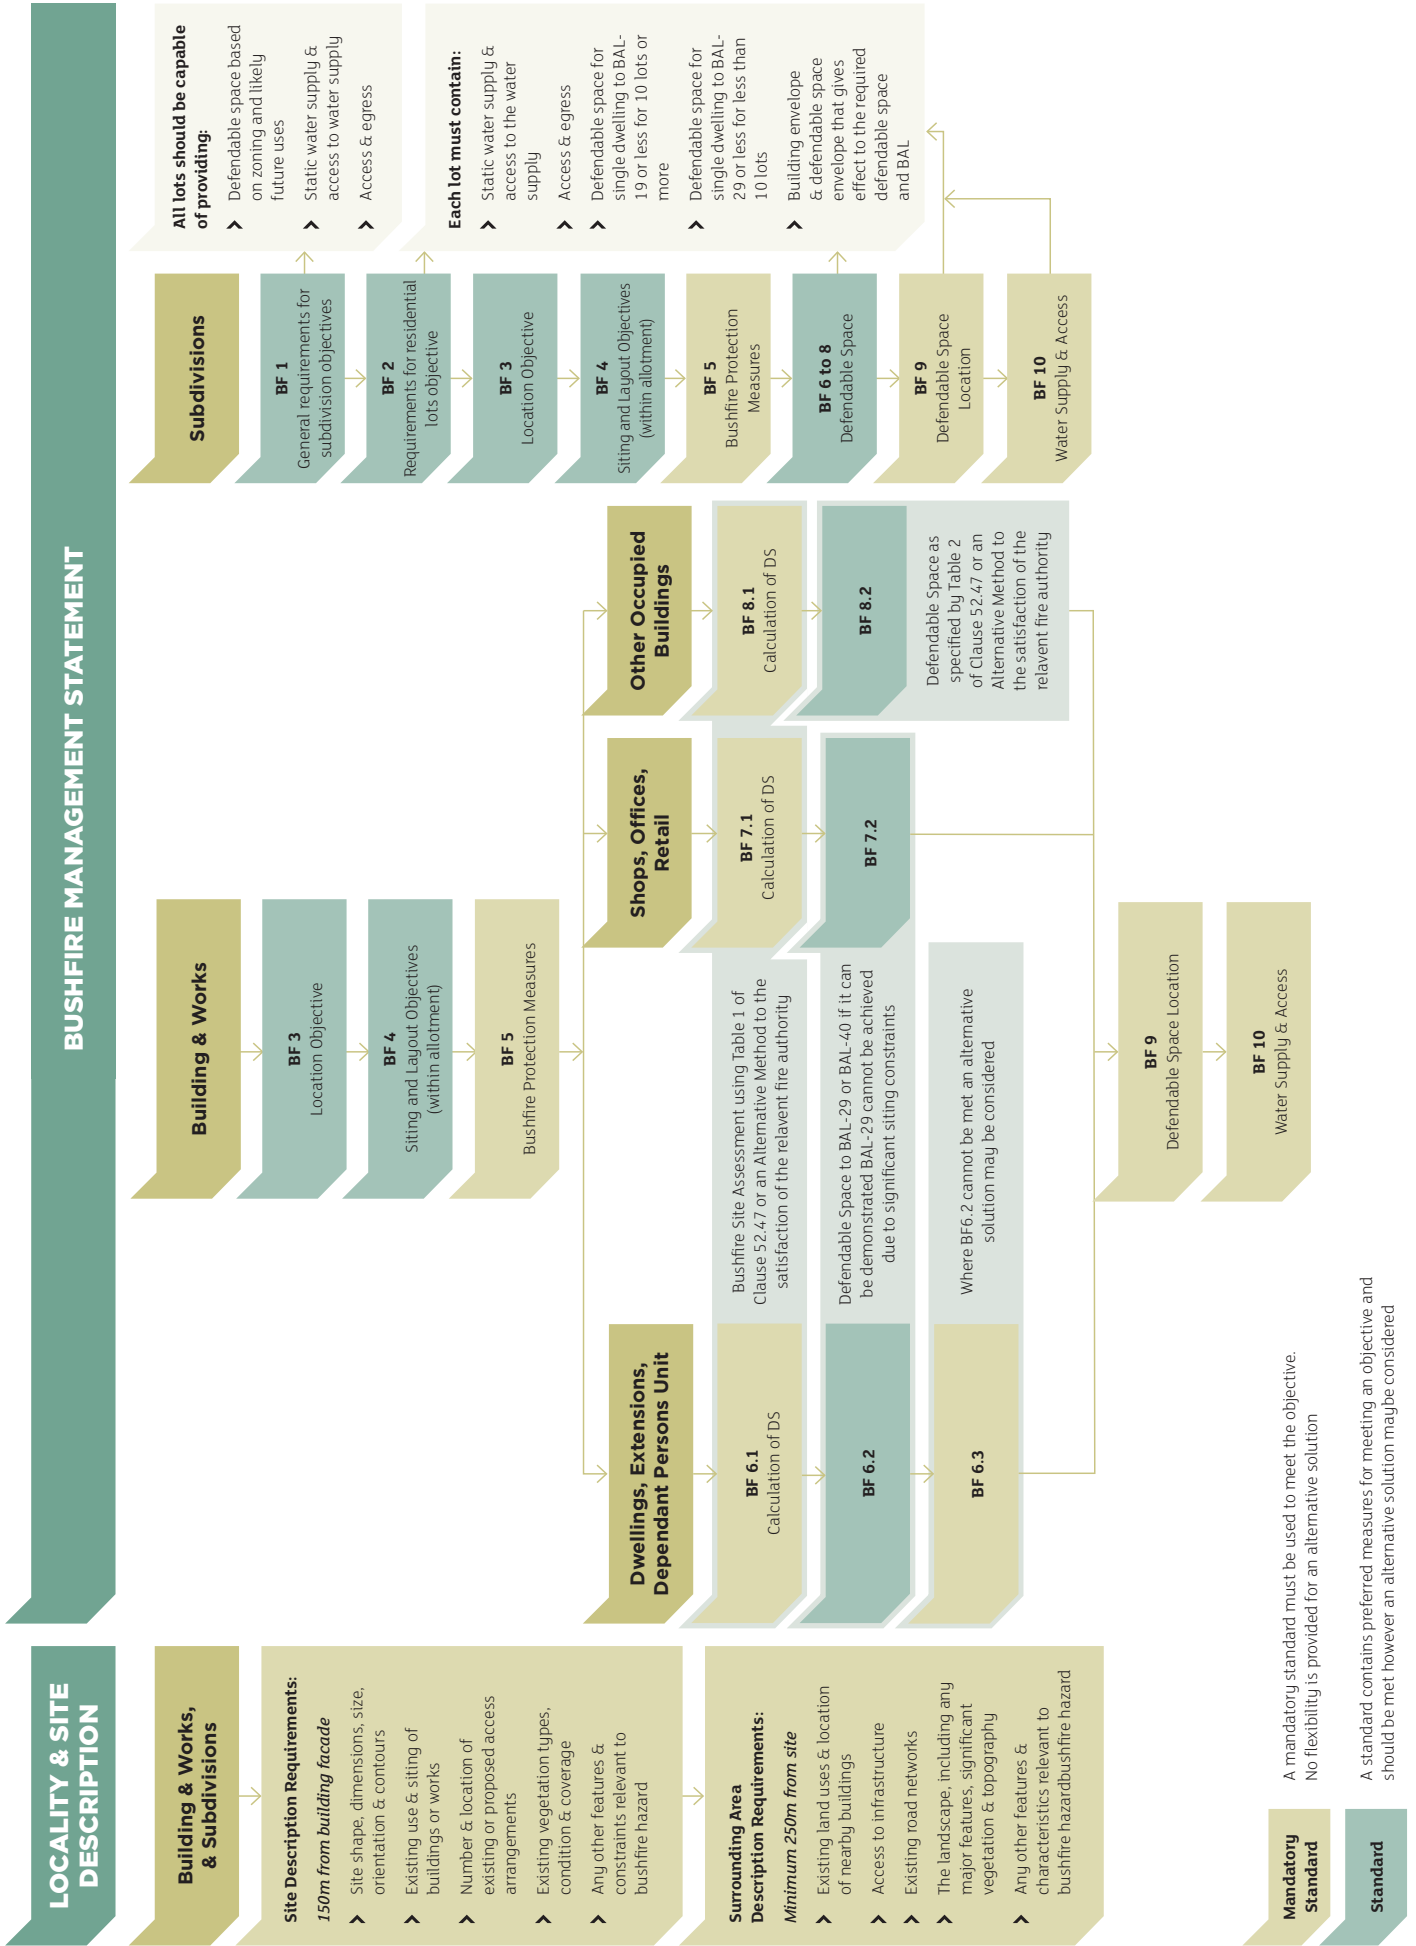 LOCALITY & SITE
DESCRIPTION
Building & Works,
& Subdivisions
Site Description Requirements:
150m from building facade
Site shape, dimensions, size,
orientation & contours
Existing use & siting of
buildings or works
Number & location of
existing or proposed access
arrangements
Existing vegetation types,
condition & coverage
Any other features &
constraints relevant to
bushfire hazard
Surrounding Area
Description Requirements:
Minimum 250m from site
Existing land uses & location
of nearby buildings
Access to infrastructure
Existing road networks
The landscape, including any
major features, significant
vegetation & topography
Any other features &
characteristics relevant to
bushfire hazardbushfire hazard
BUSHFIRE MANAGEMENT STATEMENT
Building & Works
BF 3
Location Objective
BF 4
Siting and Layout Objectives
(within allotment)
BF 5
Bushfire Protection Measures
Dwellings, Extensions,
Dependant Persons Unit
BF 6.1
Calculation of DS
BF 6.2
BF 6.3
Bushfire Site Assessment using Table 1 of
Clause 52.47 or an Alternative Method to the
satisfaction of the relavent fire authority
Defendable Space to BAL-29 or BAL-40 if it can
be demonstrated BAL-29 cannot be achieved
due to significant siting constraints
Where BF6.2 cannot be met an alternative
solution may be considered
Shops, Offices,
Retail
BF 7.1
Calculation of DS
BF 7.2
Other Occupied
Buildings
BF 8.1
Calculation of DS
BF 8.2
Defendable Space as
specified by Table 2
of Clause 52.47 or an
Alternative Method to
the satisfaction of the
relavent fire authority
BF 9
Defendable Space Location
BF 10
Water Supply & Access
Subdivisions
BF 1
General requirements for
subdivision objectives
BF 2
Requirements for residential
lots objective
BF 3
Location Objective
BF 4
Siting and Layout Objectives
(within allotment)
BF 5
Bushfire Protection
Measures
BF 6 to 8
Defendable Space
BF 9
Defendable Space
Location
BF 10
Water Supply & Access
All lots should be capable
of providing:
Defendable space based
on zoning and likely
future uses
Static water supply &
access to water supply
Access & egress
Each lot must contain:
Static water supply &
access to the water
supply
Access & egress
Defendable space for
single dwelling to BAL-
19 or less for 10 lots or
more
Defendable space for
single dwelling to BAL-
29 or less for less than
10 lots
Building envelope
& defendable space
envelope that gives
effect to the required
defendable space
and BAL
Mandatory
Standard
A mandatory standard must be used to meet the objective.
No flexibility is provided for an alternative solution
Standard
A standard contains preferred measures for meeting an objective and
should be met however an alternative solution maybe considered